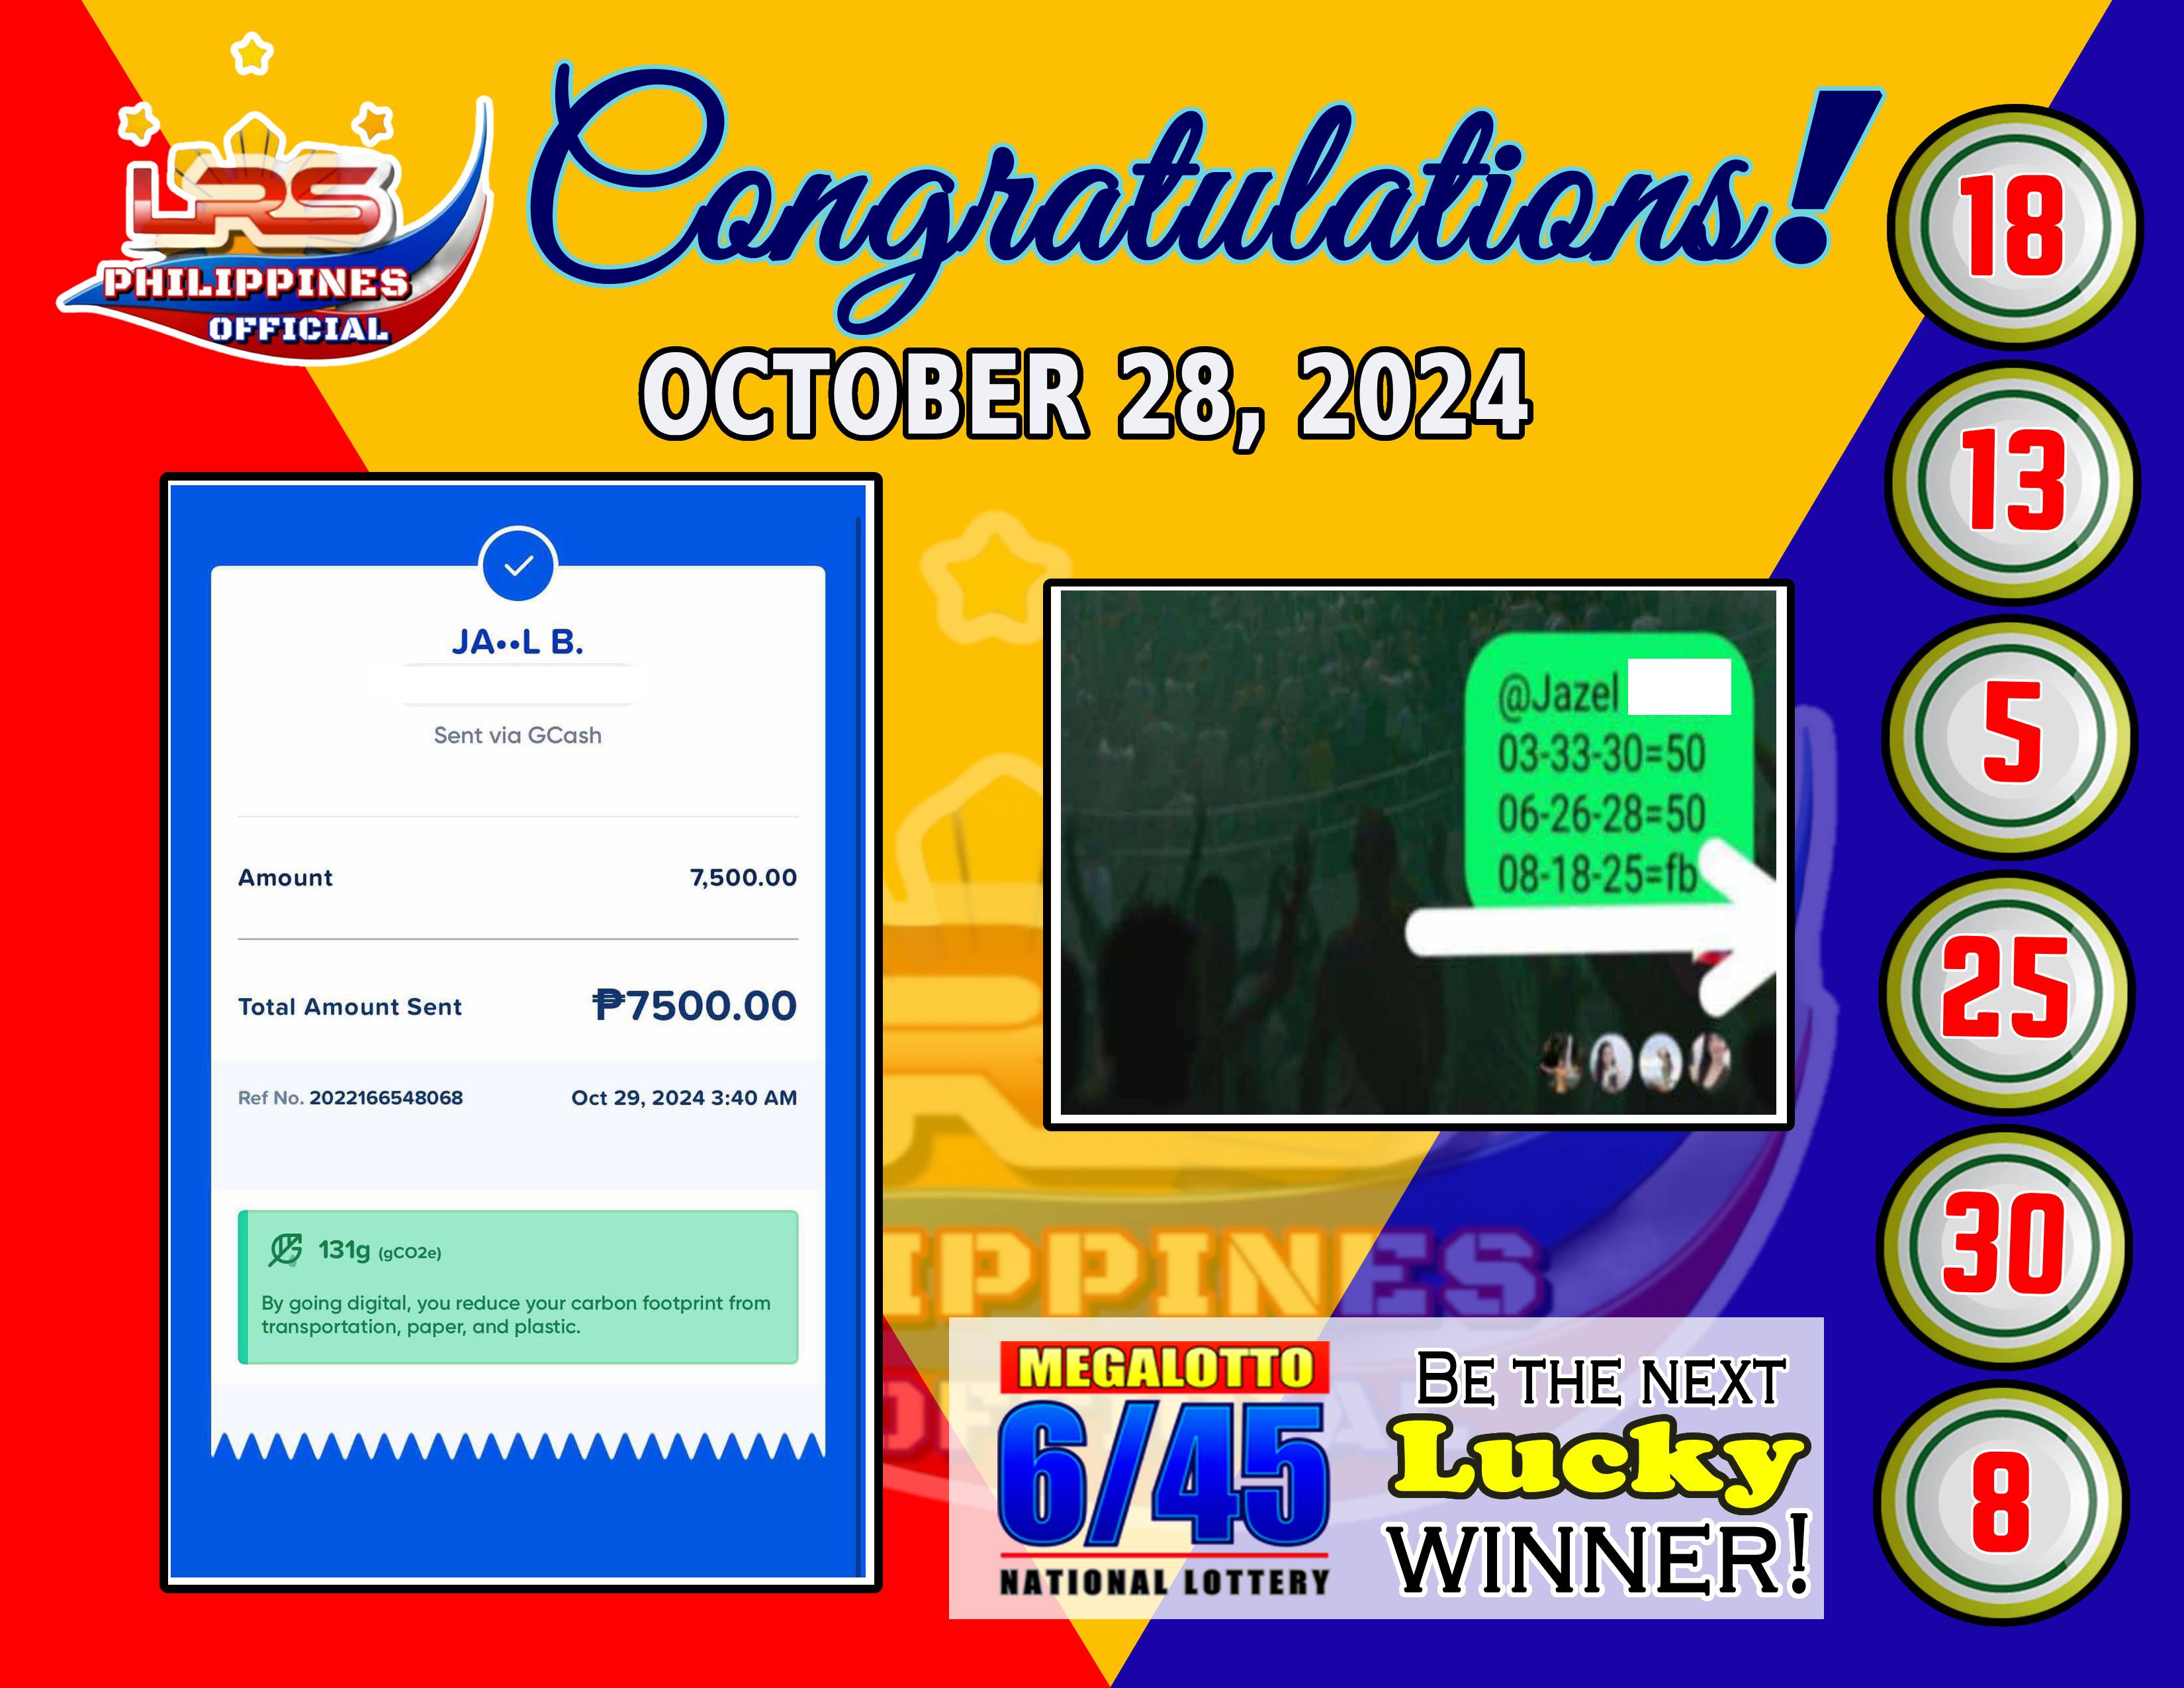 LRS
PHILIPPINES
OFFICIAL
Congratulations!
OCTOBER 28, 2024
JA••L B.
Sent via GCash
Amount 7,500.00
Total Amount Sent ₱7500.00
Ref No. 2022166548068 Oct 29, 2024 3:40 AM
131g (gCO2e)
By going digital, you reduce your carbon footprint from
transportation, paper, and plastic.
@Jazel
03-33-30=50
06-26-28=50
08-18-25=fb
IPPINES
MEGALOTTO
6/45
NATIONAL LOTTERY
BE THE NEXT
Lucky
WINNER!
18
13
5
25
30
8